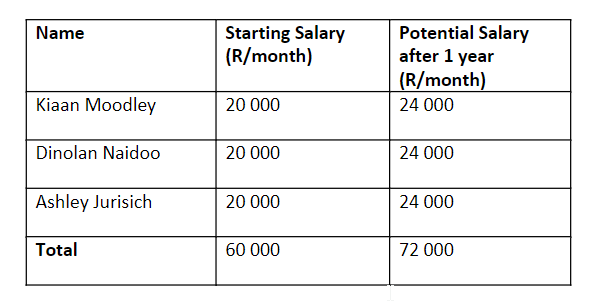 Name Starting Salary Potential Salary
(R/month) after 1 year
(R/month)
Kiaan Moodley 20 000 24 000
Dinolan Naidoo 20 000 24 000
Ashley Jurisich 20 000 24 000
Total 60 000 72 000